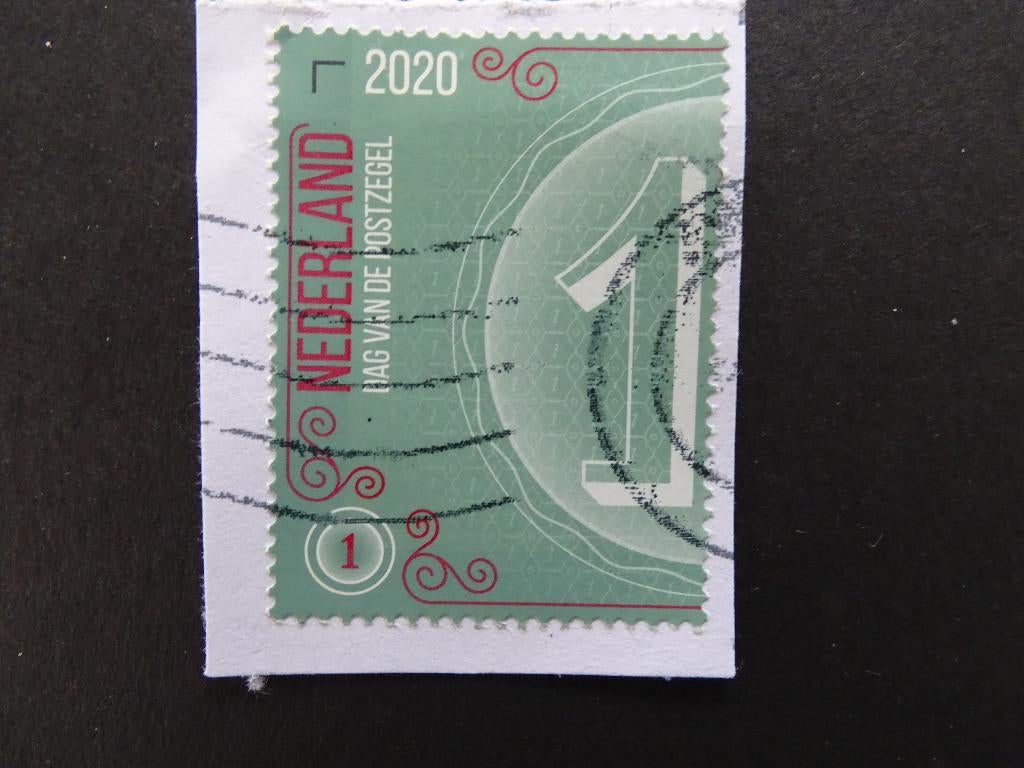 2020
NEDERLAND
DAG VAN DE POSTZEGEL
1
1